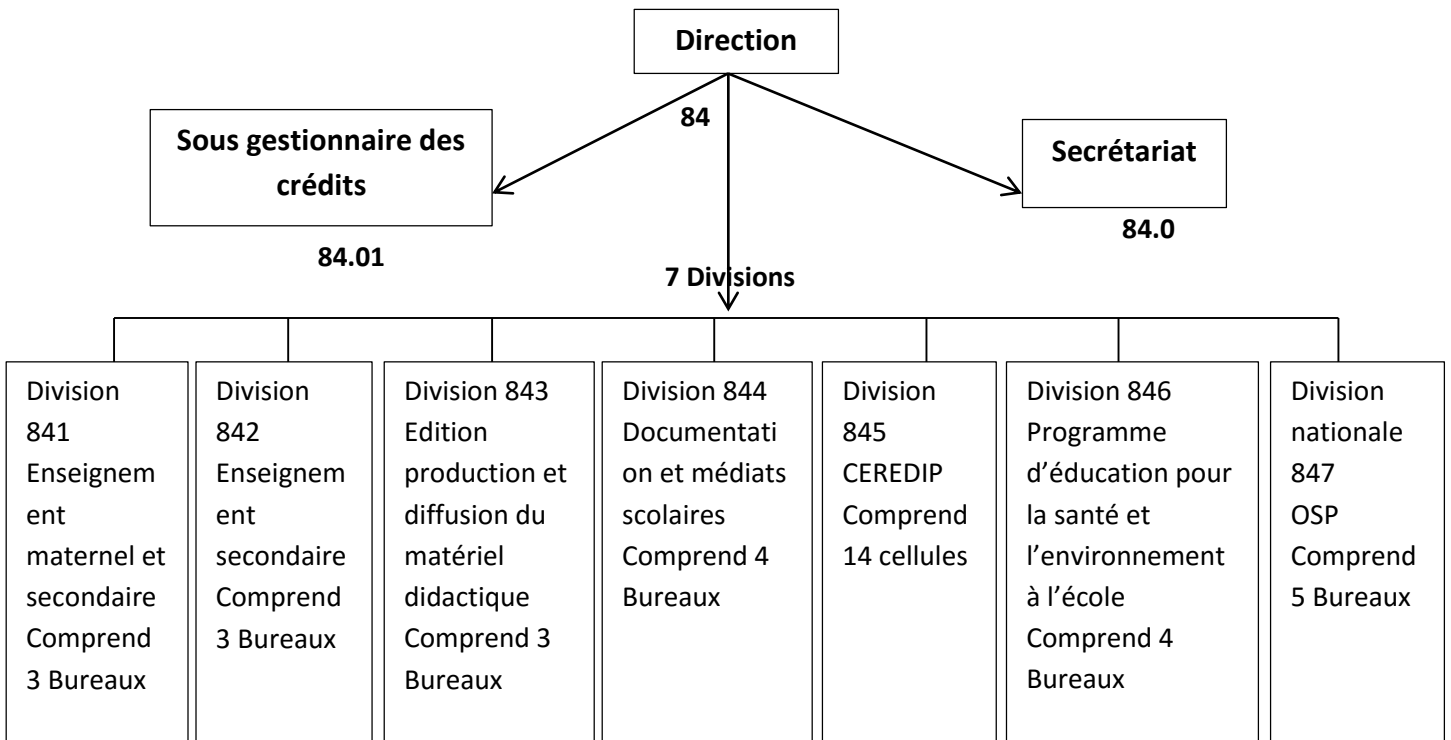 Direction
84
Sous gestionnaire des
crédits
84.01
Secrétariat
84.0
7 Divisions
Division
841
Enseignem
ent
maternel et
secondaire
Comprend
3 Bureaux
Division
842
Enseignem
ent
secondaire
Comprend
3 Bureaux
Division 843
Edition
production et
diffusion du
matériel
didactique
Comprend 3
Bureaux
Division 844
Documentati
on et médiats
scolaires
Comprend 4
Bureaux
Division
845
CEREDIP
Comprend
14 cellules
Division 846
Programme
d’éducation pour
la santé et
l’environnement
à l’école
Comprend 4
Bureaux
Division
nationale
847
OSP
Comprend
5 Bureaux